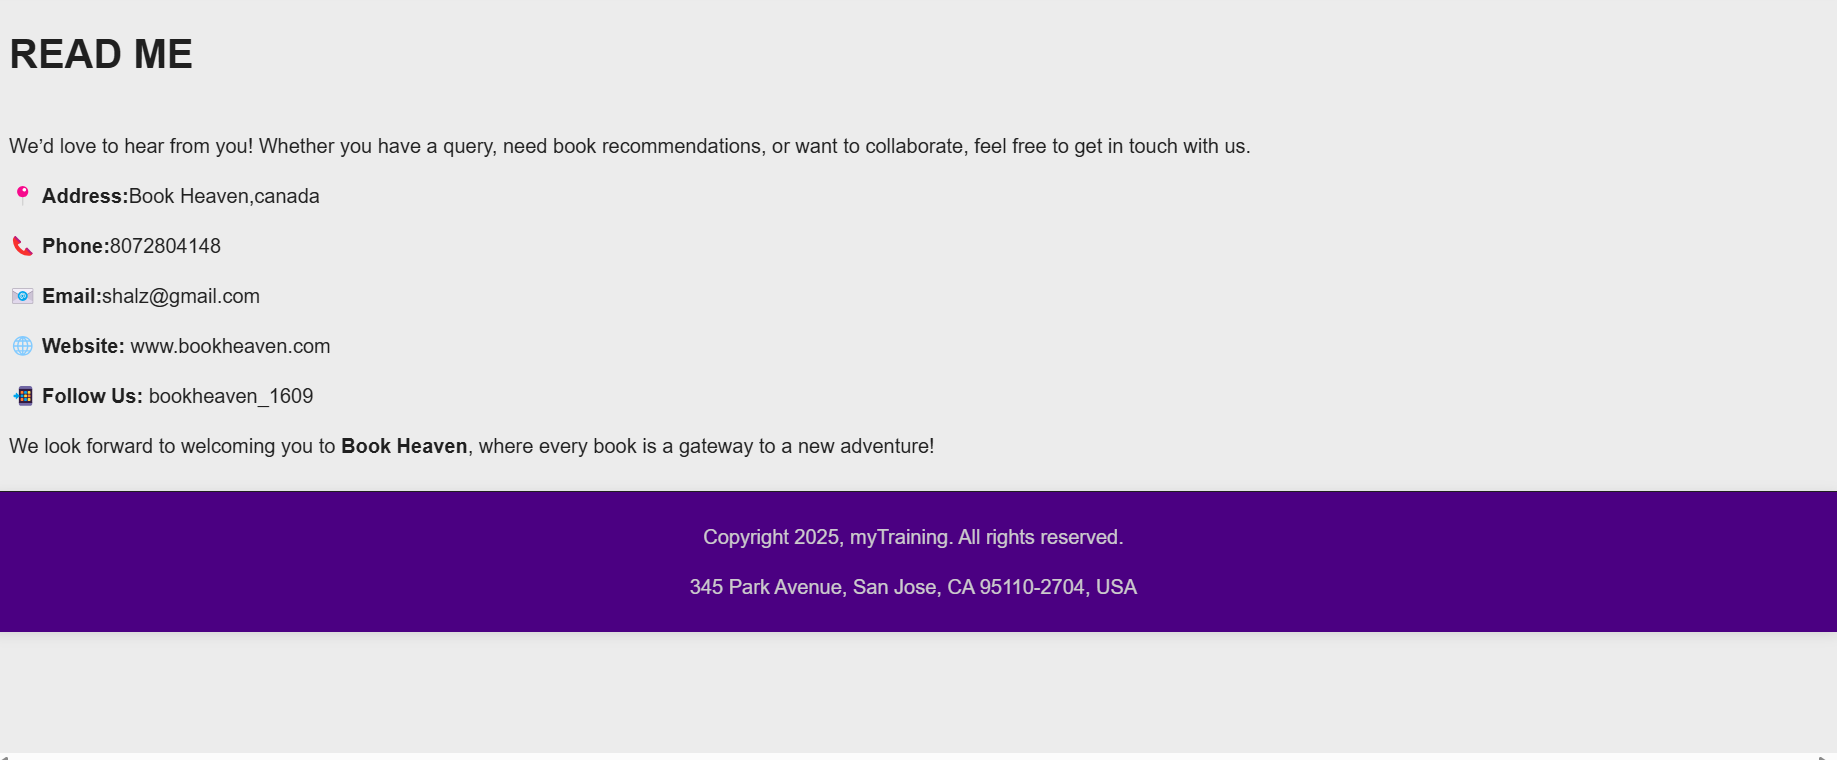 READ ME
We’d love to hear from you! Whether you have a query, need book recommendations, or want to collaborate, feel free to get in touch with us.
Address:Book Heaven,canada
Phone:8072804148
Email:shalz@gmail.com
Website: www.bookheaven.com
Follow Us: bookheaven_1609
We look forward to welcoming you to Book Heaven, where every book is a gateway to a new adventure!
Copyright 2025, myTraining. All rights reserved.
345 Park Avenue, San Jose, CA 95110-2704, USA